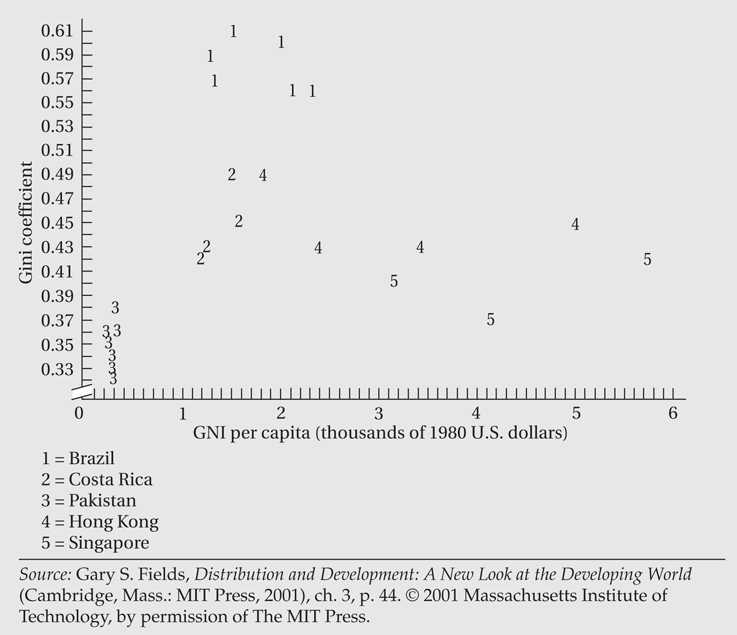 0.61
0.59
0.57
0.55
0.53
0.51
0.49
0.47
0.45
0.43
0.41
0.39
0.37
0.35
0.33
Gini coefficient
1
1
1
1
1 1
2 4
2
4
2 4 4
2 5
5
5
3
3 3
3
3
3
3
0 1 2 3 4 5 6
GNI per capita (thousands of 1980 U.S. dollars)
1 = Brazil
2 = Costa Rica
3 = Pakistan
4 = Hong Kong
5 = Singapore
Source: Gary S. Fields, Distribution and Development: A New Look at the Developing World
(Cambridge, Mass.: MIT Press, 2001), ch. 3, p. 44. © 2001 Massachusetts Institute of
Technology, by permission of The MIT Press.